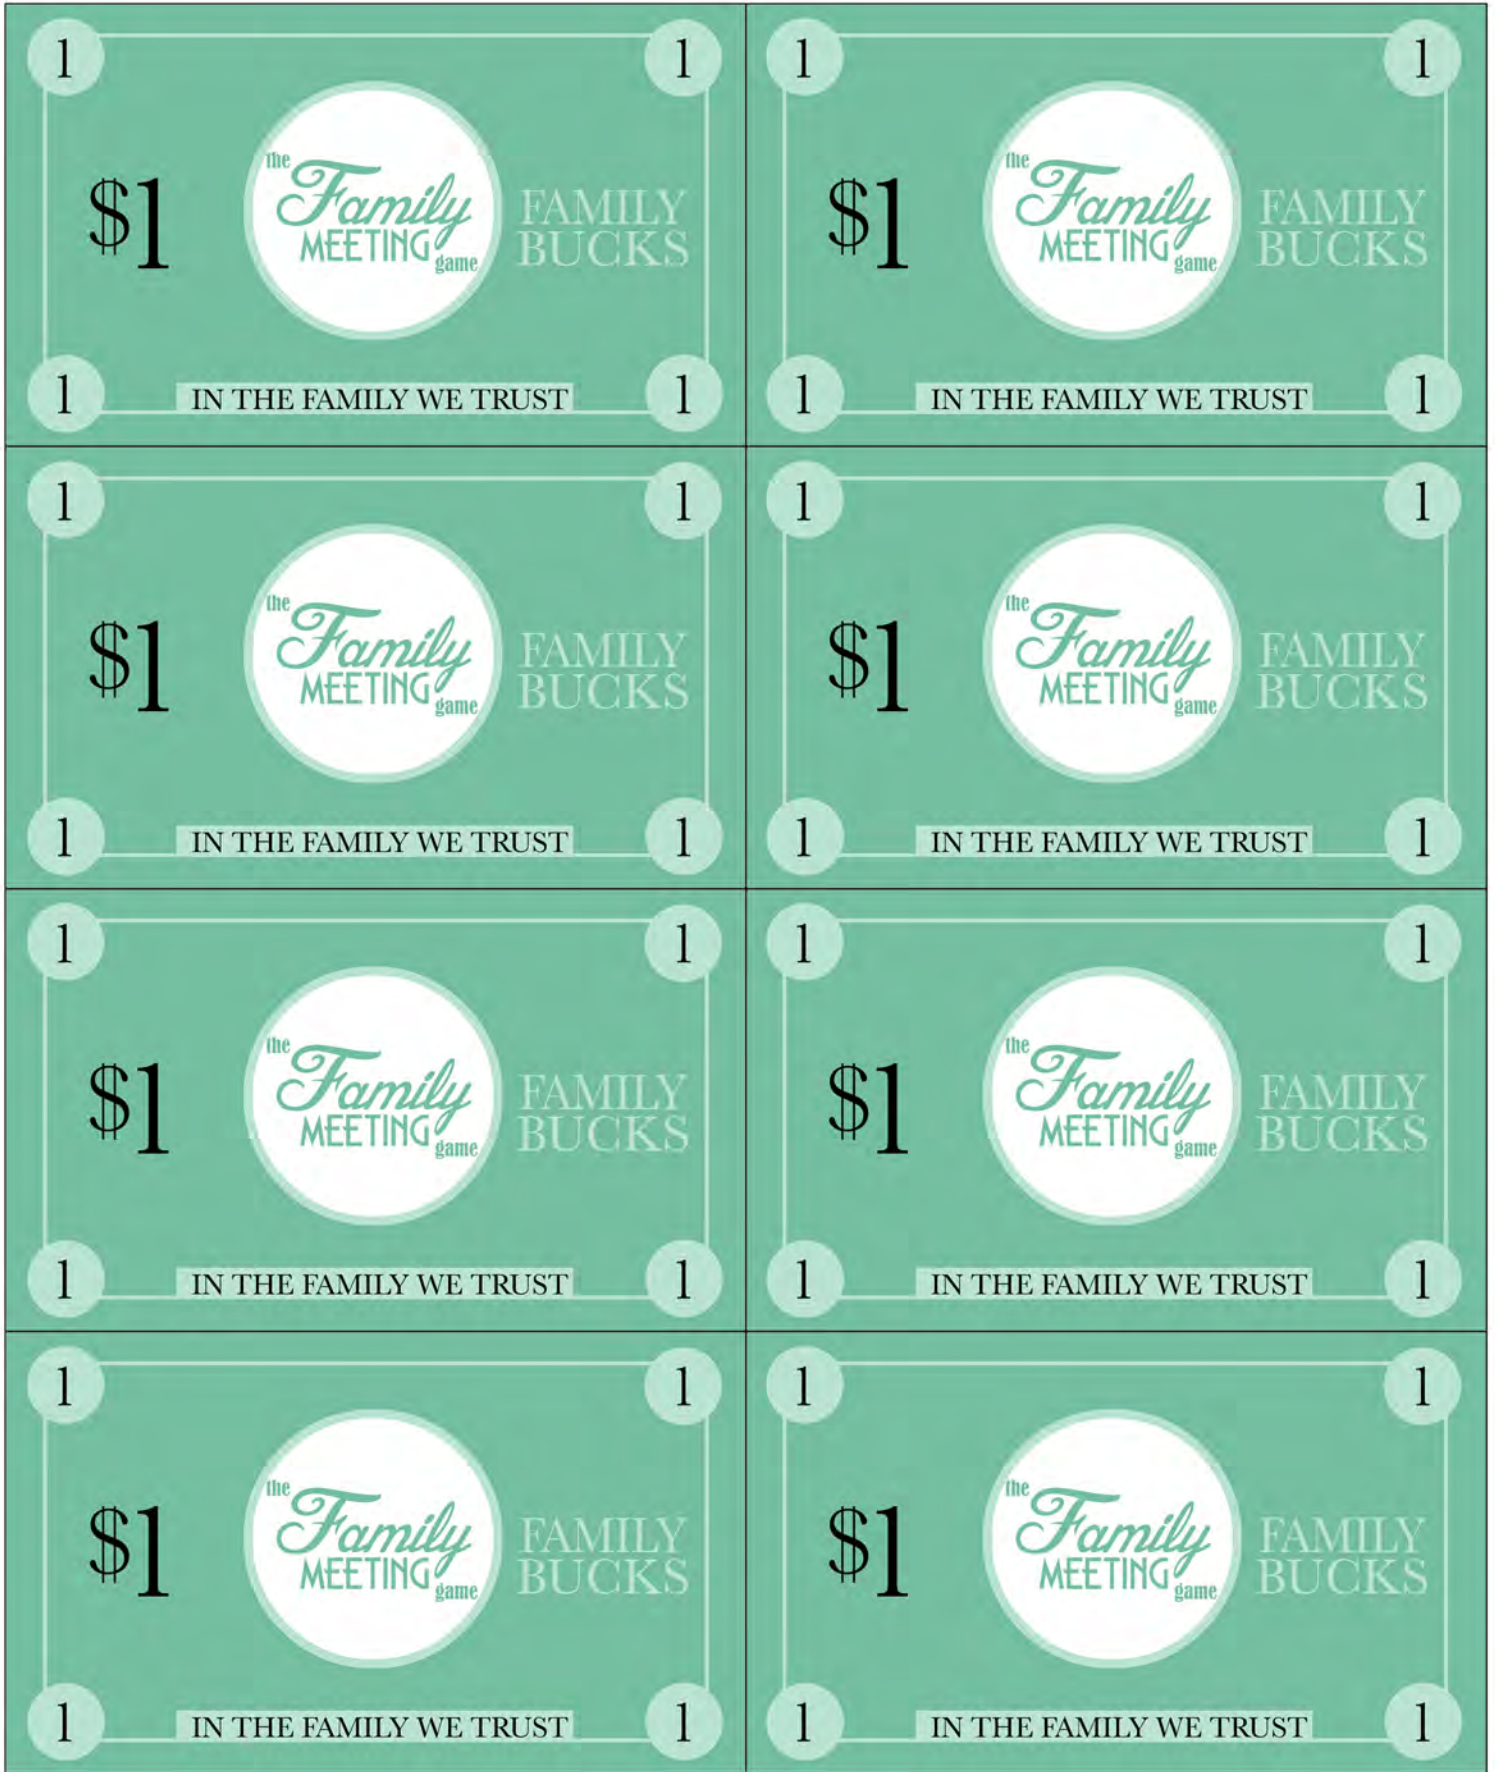 1 1
the
Family
$1 FAMILY
MEETING BUCKS
game
1 IN THE FAMILY WE TRUST 1
1 1
the
Family
$1 FAMILY
MEETING BUCKS
game
1 IN THE FAMILY WE TRUST 1
1 1
the
Family
$1 FAMILY
MEETING BUCKS
game
1 IN THE FAMILY WE TRUST 1
1 1
the
Family
$1 FAMILY
MEETING BUCKS
game
1 IN THE FAMILY WE TRUST 1
1 1
the
Family
$1 FAMILY
MEETING BUCKS
game
1 IN THE FAMILY WE TRUST 1
1 1
the
Family
$1 FAMILY
MEETING BUCKS
game
1 IN THE FAMILY WE TRUST 1
1 1
the
Family
$1 FAMILY
MEETING BUCKS
game
1 IN THE FAMILY WE TRUST 1
1 1
the
Family
$1 FAMILY
MEETING BUCKS
game
1 IN THE FAMILY WE TRUST 1